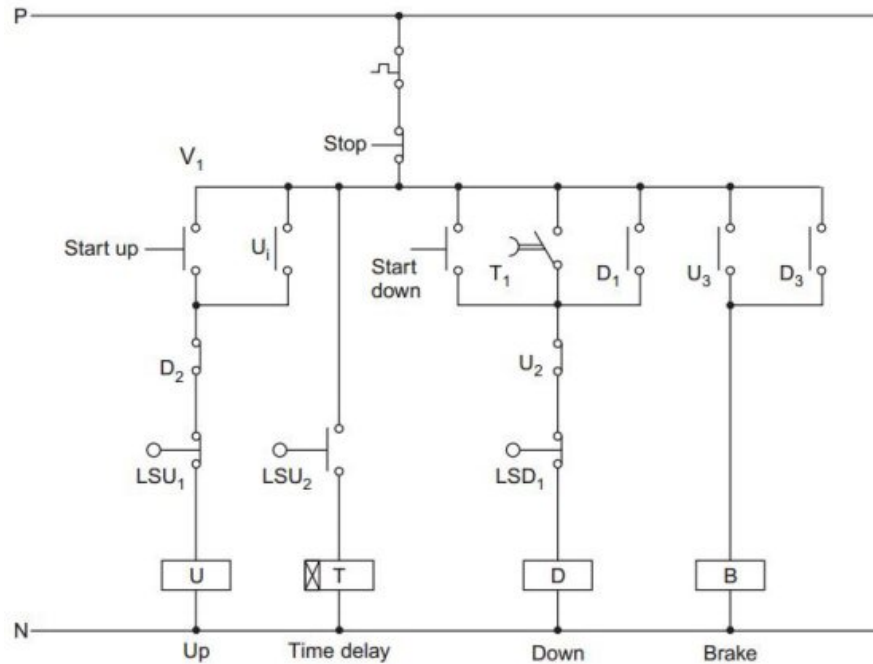 P
Stop
V₁
Start up
Uᵢ
Start
down
T₁
D₁
U₃
D₃
D₂
U₂
LSU₁
LSU₂
LSD₁
U
T
D
B
N
Up
Time delay
Down
Brake